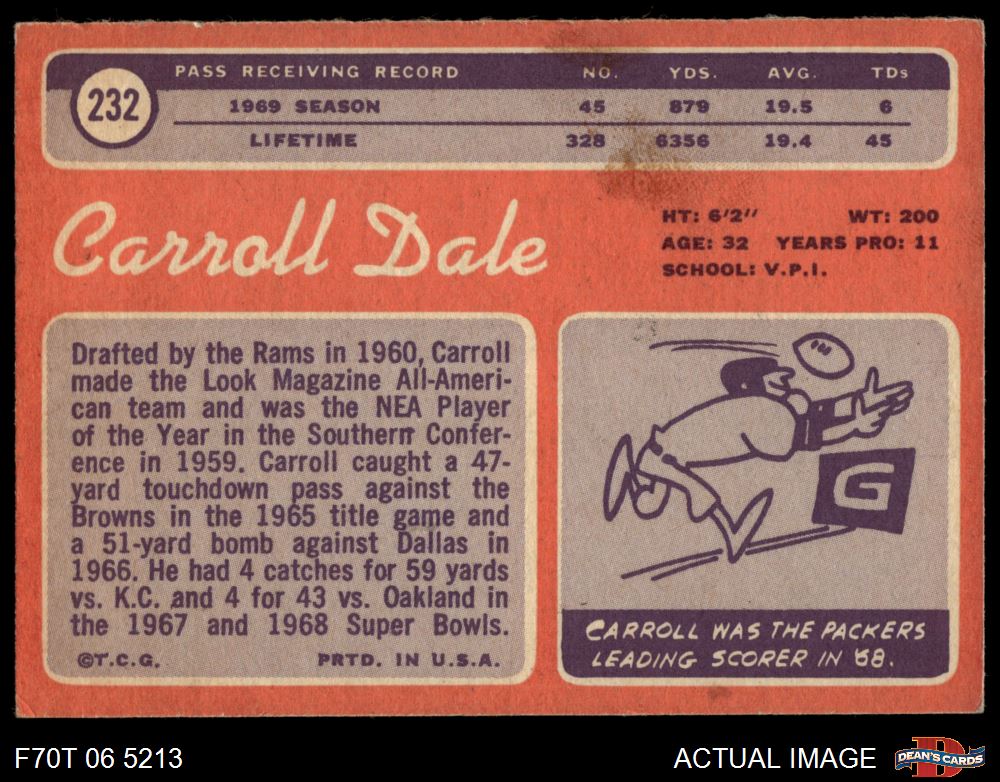 232
PASS RECEIVING RECORD NO. YDS. AVG. TDs
1969 SEASON 45 879 19.5 6
LIFETIME 328 6356 19.4 45
Carroll Dale
HT: 6'2" WT: 200
AGE: 32 YEARS PRO: 11
SCHOOL: V.P.I.
Drafted by the Rams in 1960, Carroll
made the Look Magazine All-Ameri-
can team and was the NEA Player
of the Year in the Southern Confer-
ence in 1959. Carroll caught a 47-
yard touchdown pass against the
Browns in the 1965 title game and
a 51-yard bomb against Dallas in
1966. He had 4 catches for 59 yards
vs. K.C. and 4 for 43 vs. Oakland in
the 1967 and 1968 Super Bowls.
©T.C.G. PRTD. IN U.S.A.
G
CARROLL WAS THE PACKERS
LEADING SCORER IN '68.
F70T 06 5213
ACTUAL IMAGE
D
DEAN'S CARDS